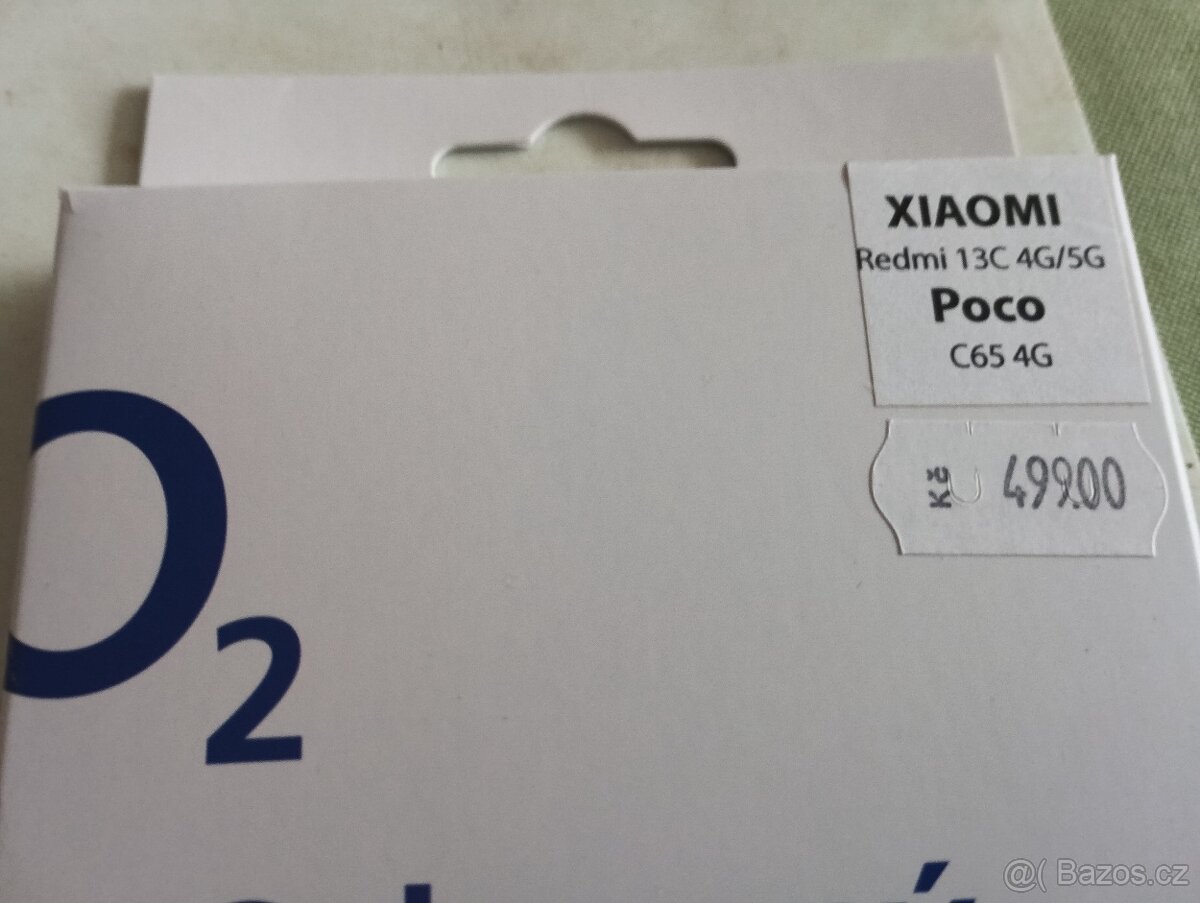 XIAOMI
Redmi 13C 4G/5G
Poco
C65 4G
Kč 499.00
O2
@( Bazos.cz